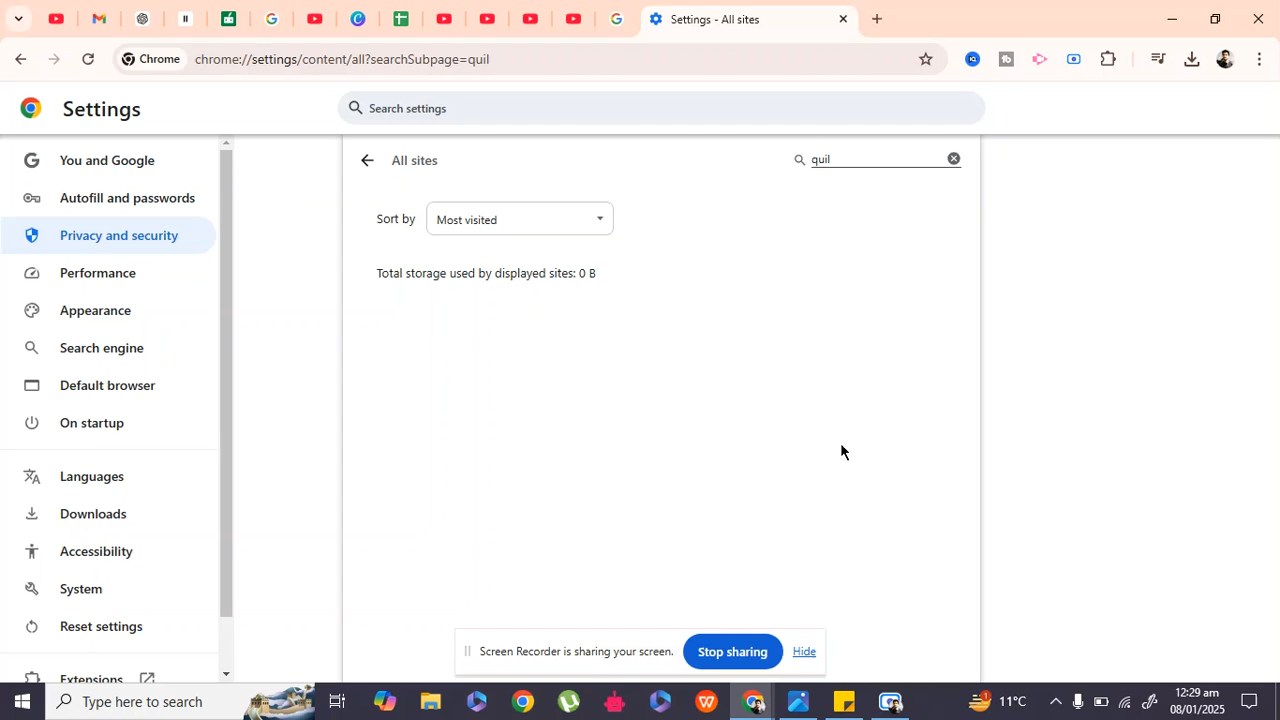 Settings - All sites
Chrome
chrome://settings/content/all?searchSubpage=quil
Settings
Search settings
You and Google
Autofill and passwords
Privacy and security
Performance
Appearance
Search engine
Default browser
On startup
Languages
Downloads
Accessibility
System
Reset settings
Extensions
All sites
quil
Sort by
Most visited
Total storage used by displayed sites: 0 B
Screen Recorder is sharing your screen.
Stop sharing
Hide
Type here to search
11°C
12:29 am
08/01/2025